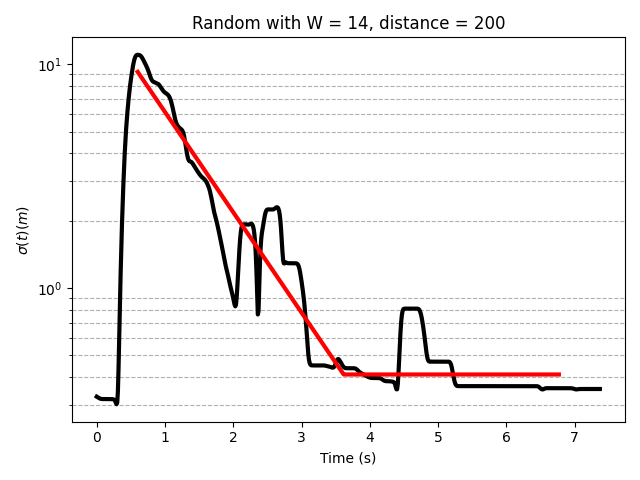 Random with W = 14, distance = 200
10¹
10⁰
σ(t)(m)
0 1 2 3 4 5 6 7
Time (s)